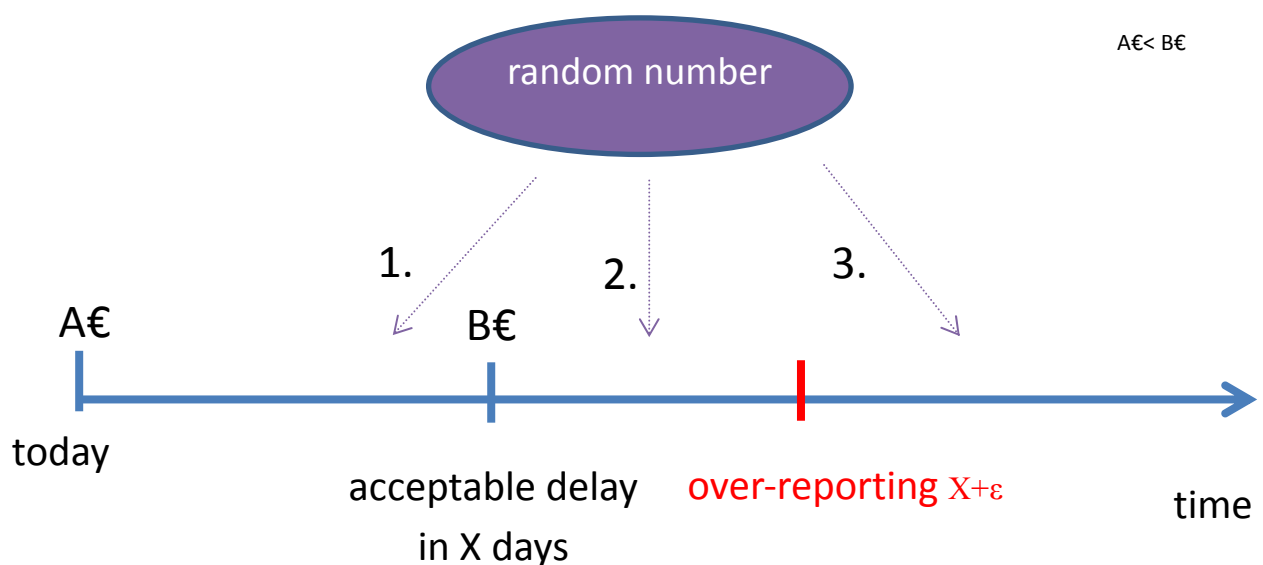 random number
A€< B€
1.
2.
3.
A€
B€
today
acceptable delay
in X days
over-reporting X+ε
time